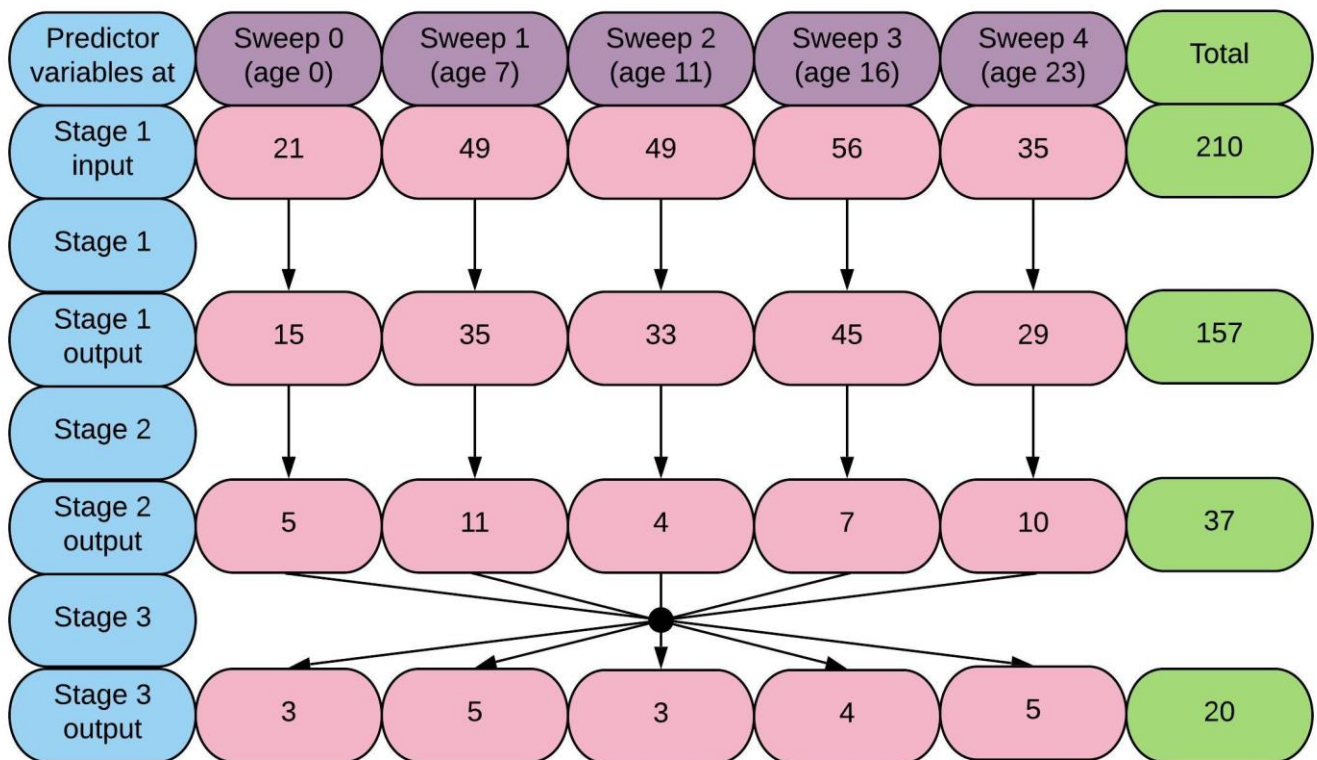 Predictor
variables at
Sweep 0
(age 0)
Sweep 1
(age 7)
Sweep 2
(age 11)
Sweep 3
(age 16)
Sweep 4
(age 23)
Total
Stage 1
input
21
49
49
56
35
210
Stage 1
Stage 1
output
15
35
33
45
29
157
Stage 2
Stage 2
output
5
11
4
7
10
37
Stage 3
Stage 3
output
3
5
3
4
5
20